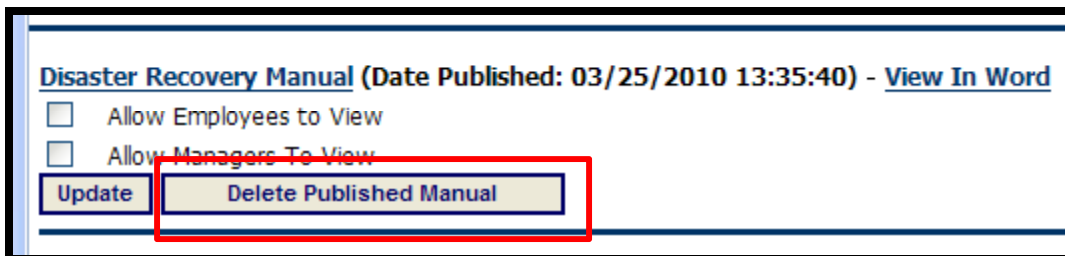 Disaster Recovery Manual (Date Published: 03/25/2010 13:35:40) - View In Word
Allow Employees to View
Allow Managers To View
Update Delete Published Manual